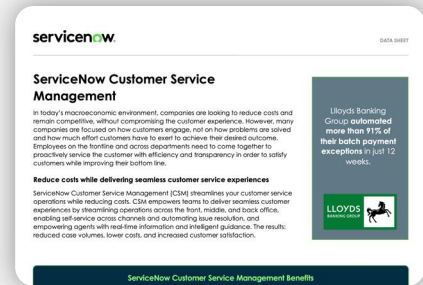 servicenow.
DATA SHEET
ServiceNow Customer Service
Management
In today's macroeconomic environment, companies are looking to reduce costs and
remain competitive, without compromising the customer experience. However, many
companies are focused on how customers engage, not on how problems are solved
and how much effort customers have to exert to achieve their desired outcome.
Employees on the frontline and across departments need to come together to
proactively service the customer with efficiency and transparency in order to satisfy
customers while improving their bottom line.
Reduce costs while delivering seamless customer service experiences
ServiceNow Customer Service Management (CSM) streamlines your customer service
operations while reducing costs. CSM empowers teams to deliver seamless customer
experiences by streamlining operations across the front, middle, and back office,
enabling self-service across channels and automating issue resolution, and
empowering agents with real-time information and intelligent guidance. The results:
reduced case volumes, lower costs, and increased customer satisfaction.
Lloyds Banking
Group automated
more than 91% of
their batch payment
exceptions in just 12
weeks.
LLOYDS
BANKING GROUP
ServiceNow Customer Service Management Benefits